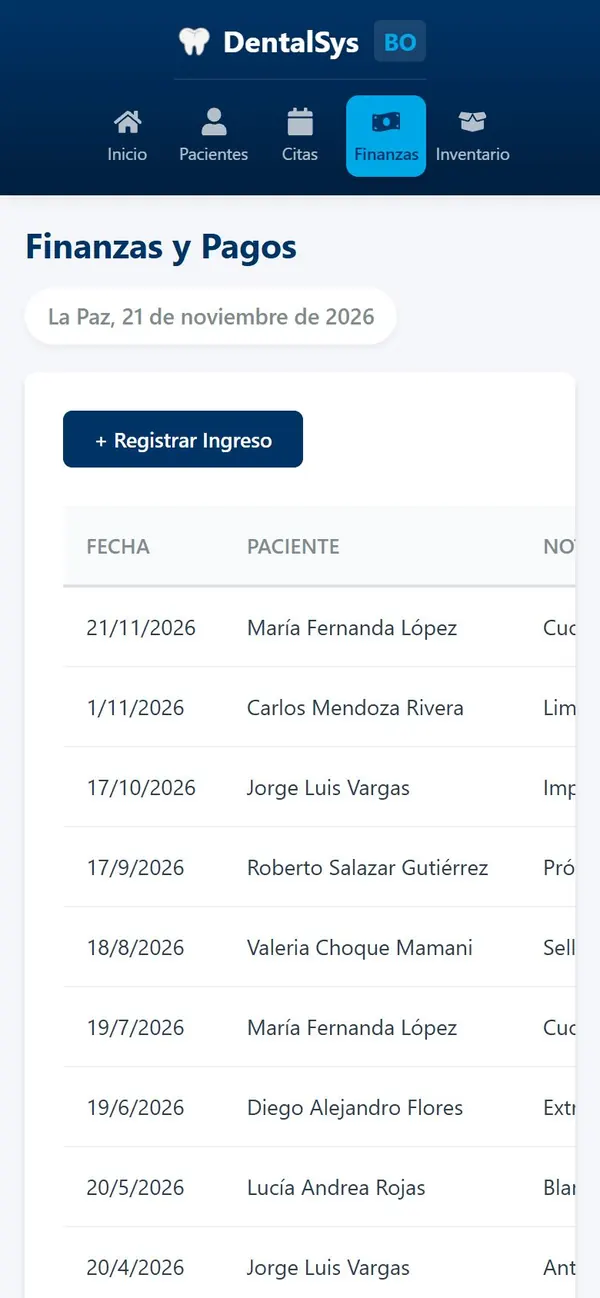 DentalSys BO
Inicio Pacientes Citas Finanzas Inventario
Finanzas y Pagos
La Paz, 21 de noviembre de 2026
+ Registrar Ingreso
FECHA PACIENTE
21/11/2026 María Fernanda López
1/11/2026 Carlos Mendoza Rivera
17/10/2026 Jorge Luis Vargas
17/9/2026 Roberto Salazar Gutiérrez
18/8/2026 Valeria Choque Mamani
19/7/2026 María Fernanda López
19/6/2026 Diego Alejandro Flores
20/5/2026 Lucía Andrea Rojas
20/4/2026 Jorge Luis Vargas